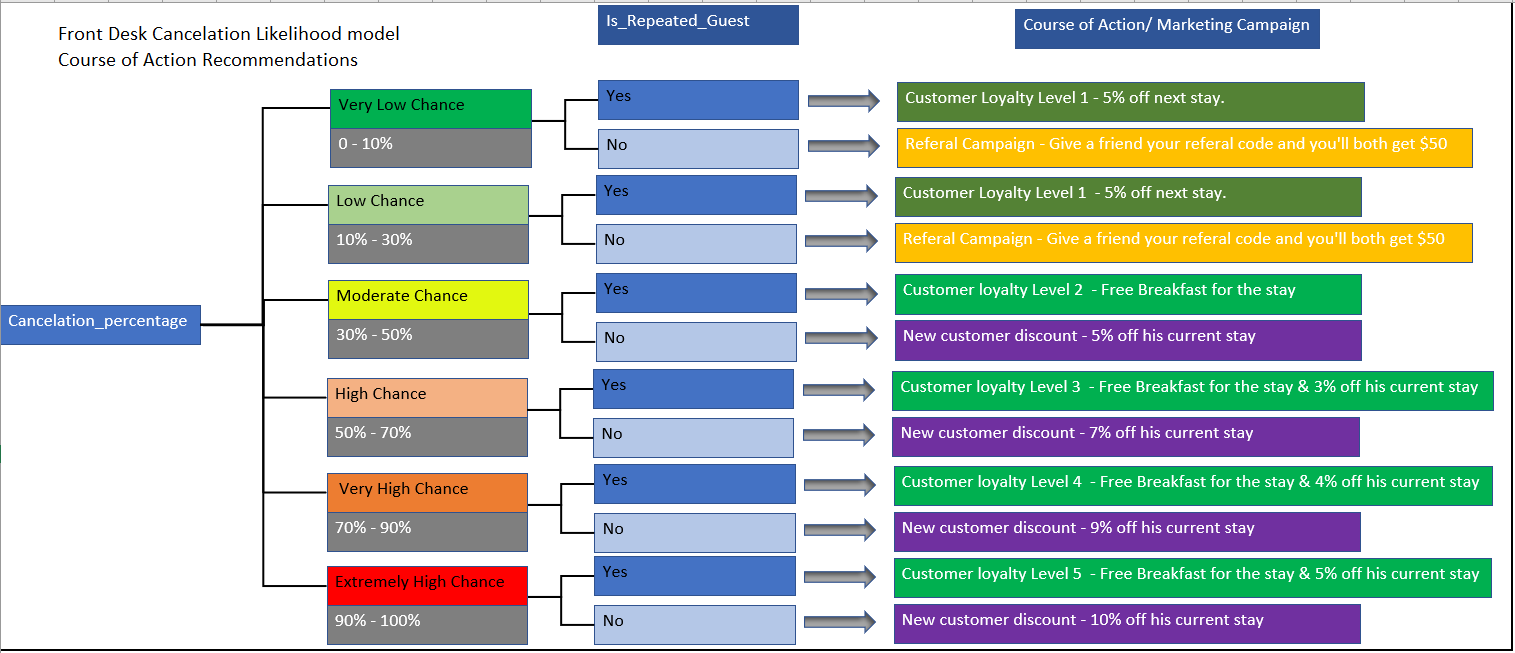 Front Desk Cancelation Likelihood model
Course of Action Recommendations
Is_Repeated_Guest
Course of Action/ Marketing Campaign
Cancelation_percentage
Very Low Chance
0 - 10%
Yes
Customer Loyalty Level 1 - 5% off next stay.
No
Referal Campaign - Give a friend your referal code and you'll both get $50
Low Chance
10% - 30%
Yes
Customer Loyalty Level 1  - 5% off next stay.
No
Referal Campaign - Give a friend your referal code and you'll both get $50
Moderate Chance
30% - 50%
Yes
Customer loyalty Level 2  - Free Breakfast for the stay
No
New customer discount - 5% off his current stay
High Chance
50% - 70%
Yes
Customer loyalty Level 3  - Free Breakfast for the stay & 3% off his current stay
No
New customer discount - 7% off his current stay
Very High Chance
70% - 90%
Yes
Customer loyalty Level 4  - Free Breakfast for the stay & 4% off his current stay
No
New customer discount - 9% off his current stay
Extremely High Chance
90% - 100%
Yes
Customer loyalty Level 5  - Free Breakfast for the stay & 5% off his current stay
No
New customer discount - 10% off his current stay